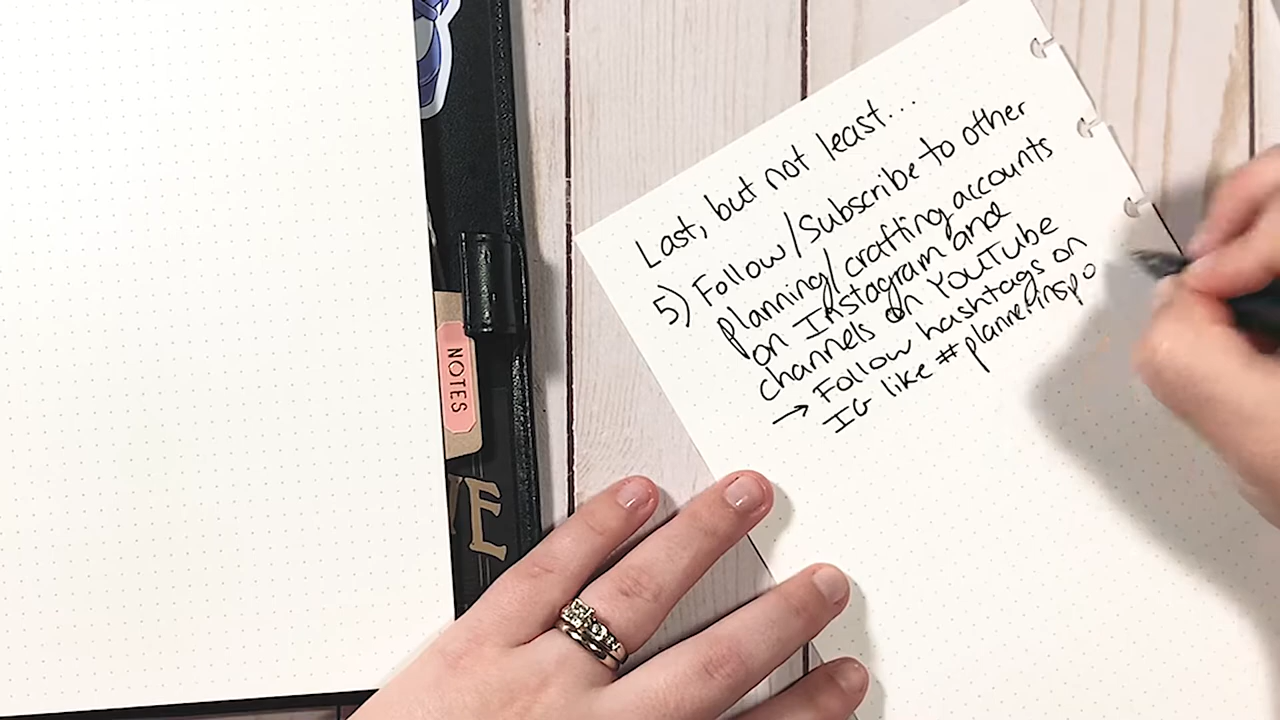 Last, but not least...
5) Follow/Subscribe to other
planning/crafting accounts
on Instagram and
channels on YouTube
→ Follow hashtags on
IG like #plannerinspo
NOTES